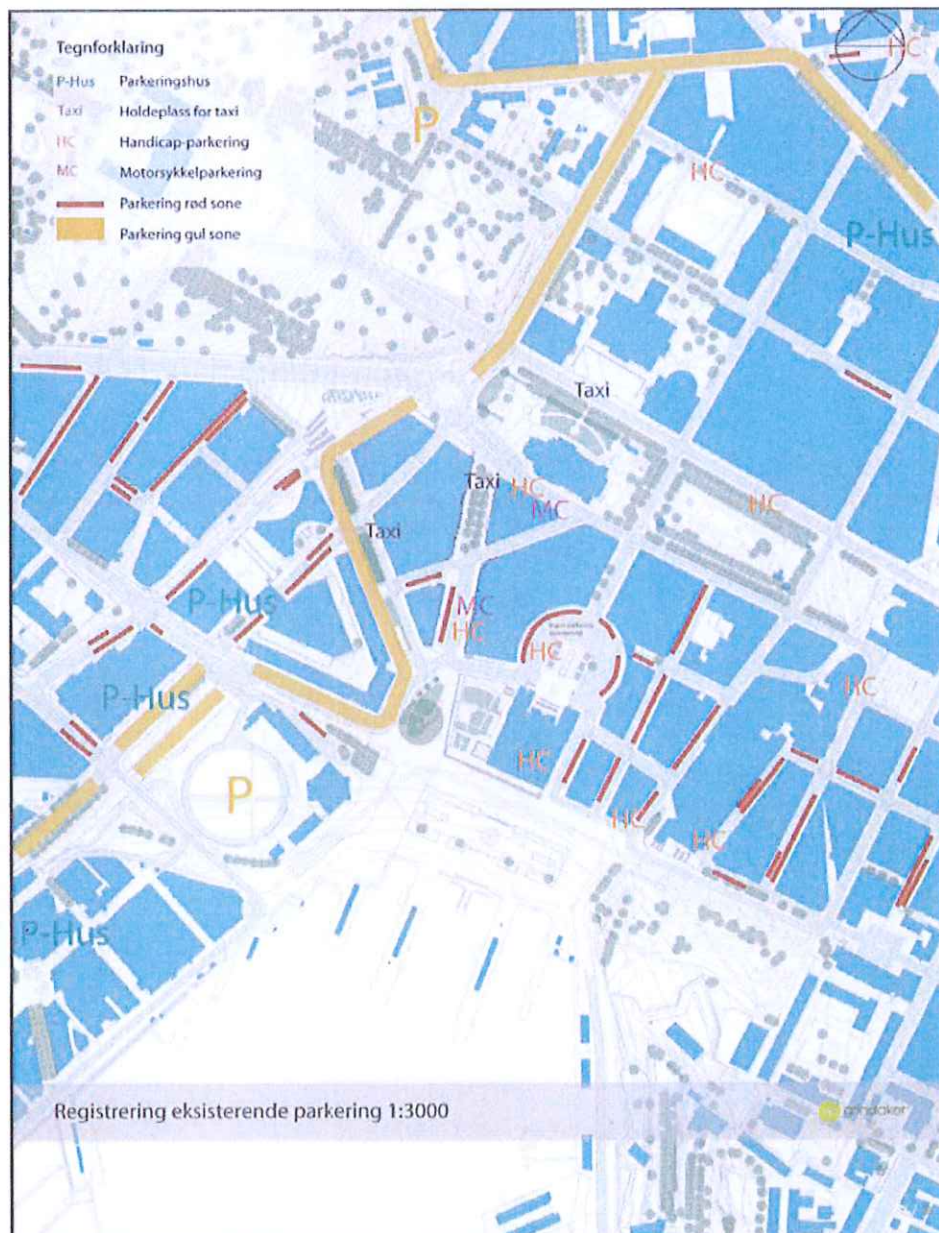 Tegnforklaring
P-Hus Parkeringshus
Taxi Holdeplass for taxi
HC Handicap-parkering
MC Motorsykkelparkering
Parkering rød sone
Parkering gul sone
HC
P
HC
P-Hus
Taxi
Taxi
HC
MC
HC
Taxi
P-Hus
MC
HC
HC
HC
P-Hus
HC
P
HC
HC
P-Hus
Registrering eksisterende parkering 1:3000